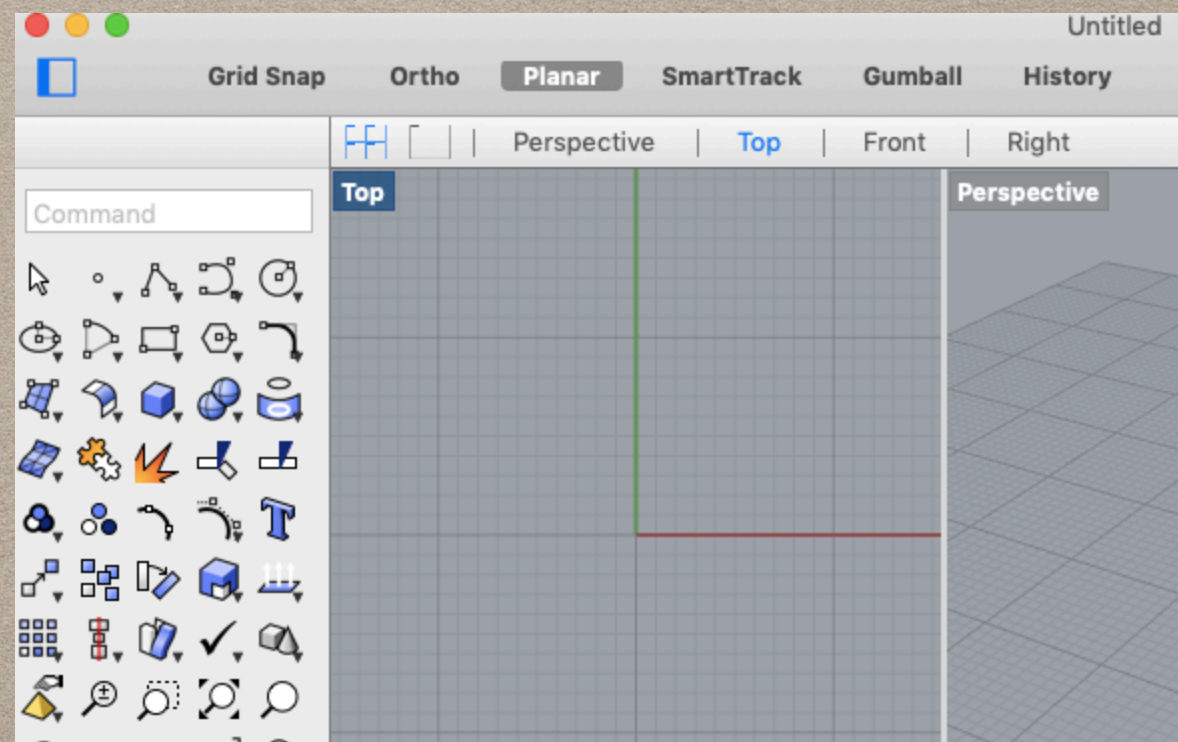 Untitled
Grid Snap Ortho Planar SmartTrack Gumball History
Perspective | Top | Front | Right
Top
Perspective
Command